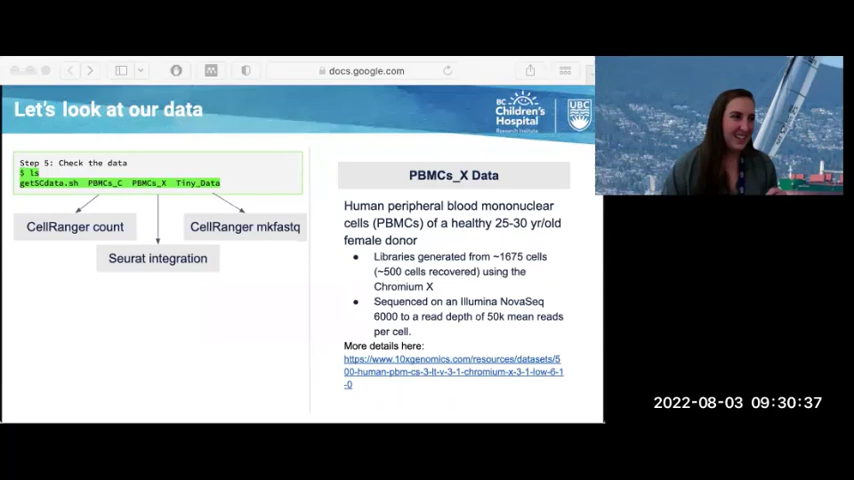 docs.google.com
Let's look at our data
BC Children's Hospital
Research Institute
UBC
Step 5: Check the data
$ ls
getSCdata.sh PBMCs_C PBMCs_X Tiny_Data
CellRanger count
CellRanger mkfastq
Seurat integration
PBMCs_X Data
Human peripheral blood mononuclear
cells (PBMCs) of a healthy 25-30 yr/old
female donor
● Libraries generated from ~1675 cells
(~500 cells recovered) using the
Chromium X
● Sequenced on an Illumina NovaSeq
6000 to a read depth of 50k mean reads
per cell.
More details here:
https://www.10xgenomics.com/resources/datasets/5
00-human-pbm-cs-3-lt-v-3-1-chromium-x-3-1-low-6-1
-0
2022-08-03 09:30:37